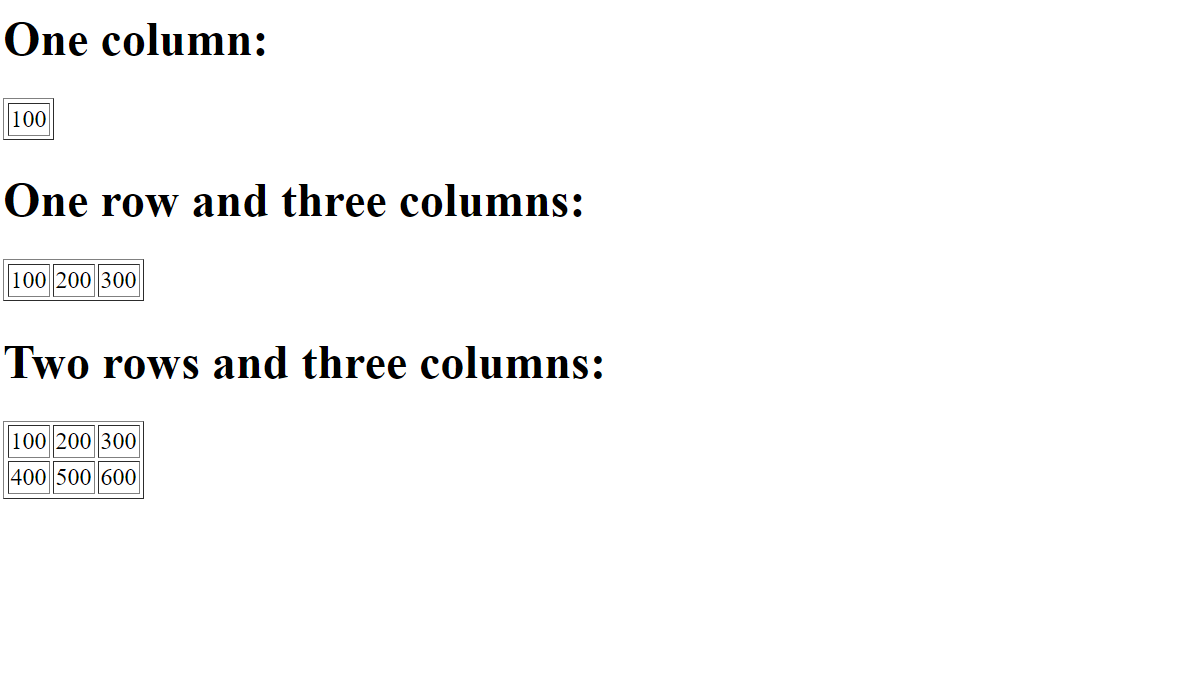 One column:
100
One row and three columns:
100 200 300
Two rows and three columns:
100 200 300
400 500 600